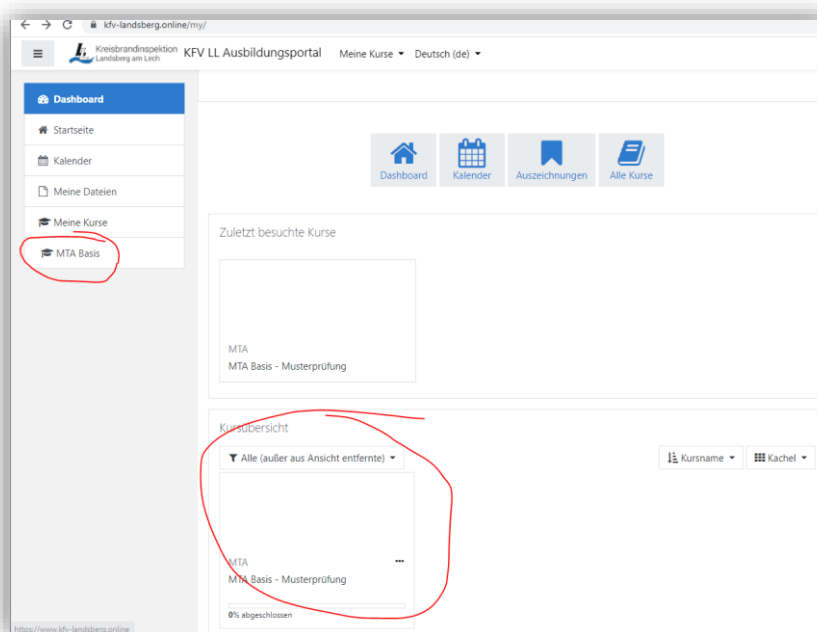 kfv-landsberg.online/my/
Kreisbrandinspektion
Landsberg am Lech
KFV LL Ausbildungsportal
Meine Kurse
Deutsch (de)
Dashboard
Startseite
Kalender
Meine Dateien
Meine Kurse
MTA Basis
Dashboard
Kalender
Auszeichnungen
Alle Kurse
Zuletzt besuchte Kurse
MTA
MTA Basis - Musterprüfung
Kursübersicht
Alle (außer aus Ansicht entfernte)
Kursname
Kachel
MTA
MTA Basis - Musterprüfung
0% abgeschlossen
https://www.kfv-landsberg.online